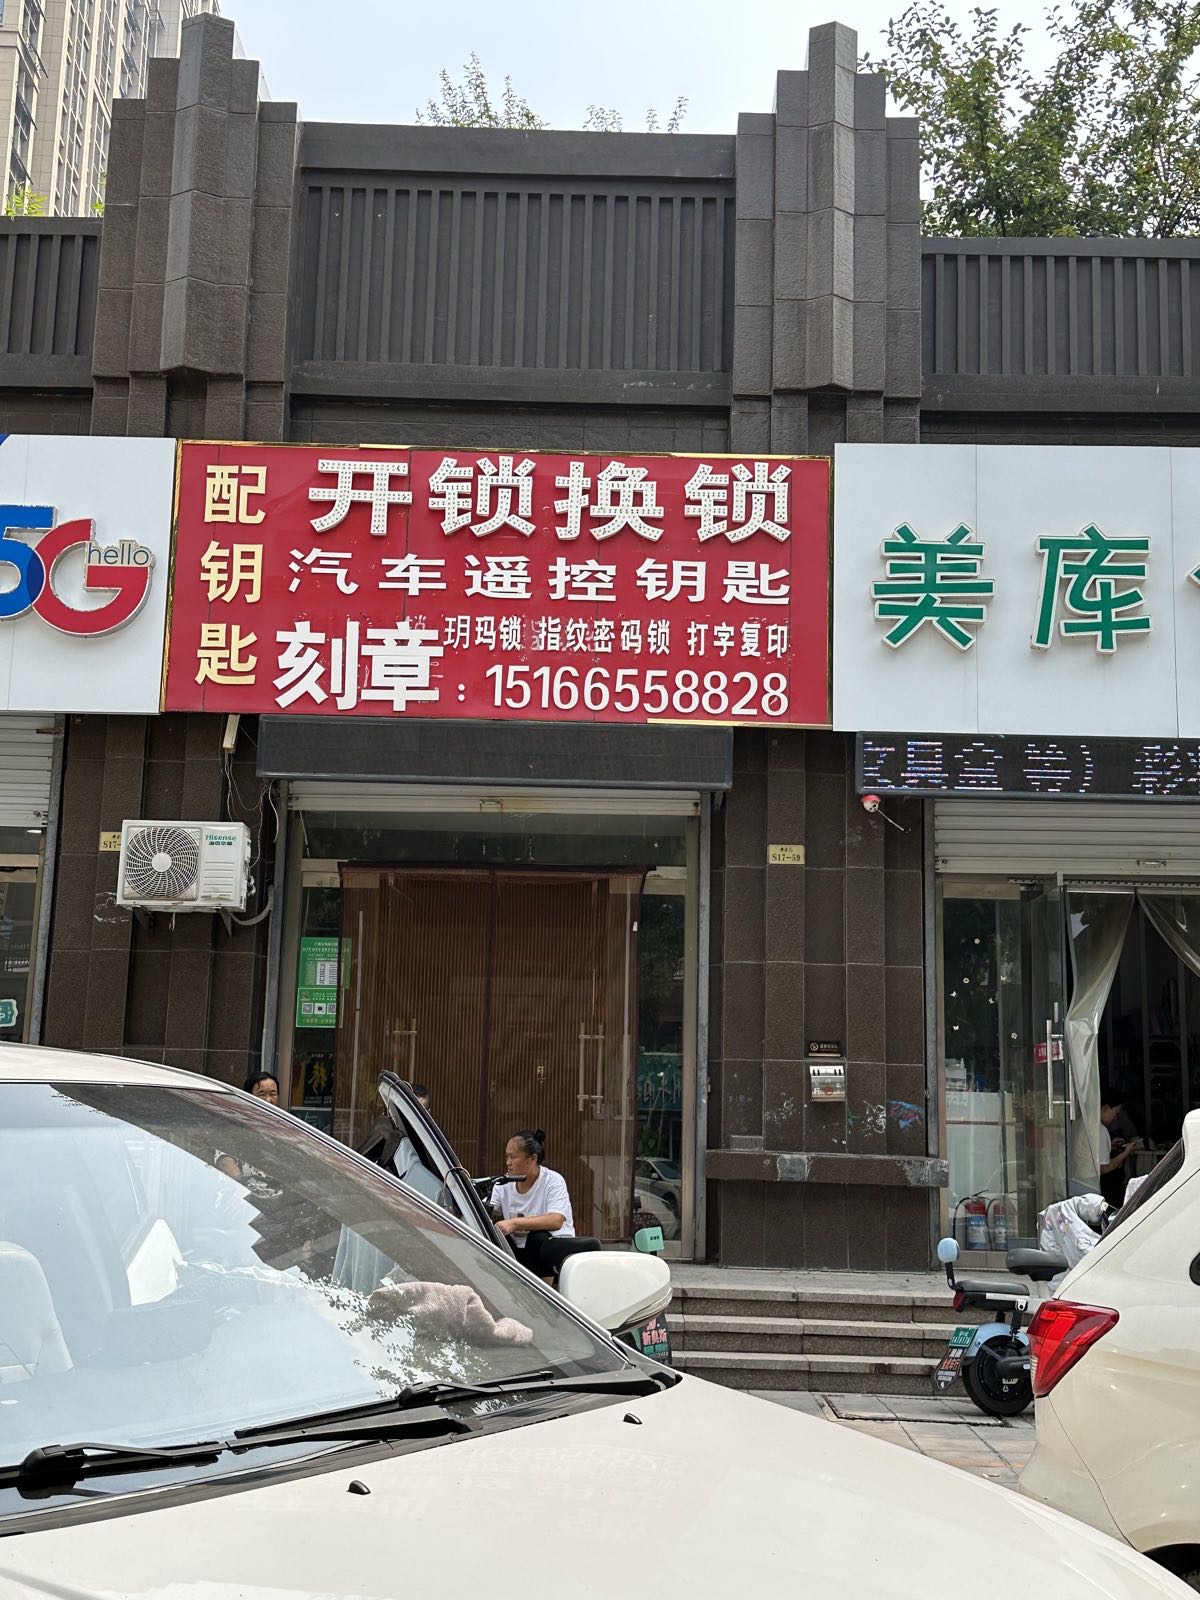 5G
hello
配钥匙
开锁换锁
汽车遥控钥匙
刻章
玥玛锁 指纹密码锁 打字复印
：15166558828
美库
Hisense
S17-
S17-59